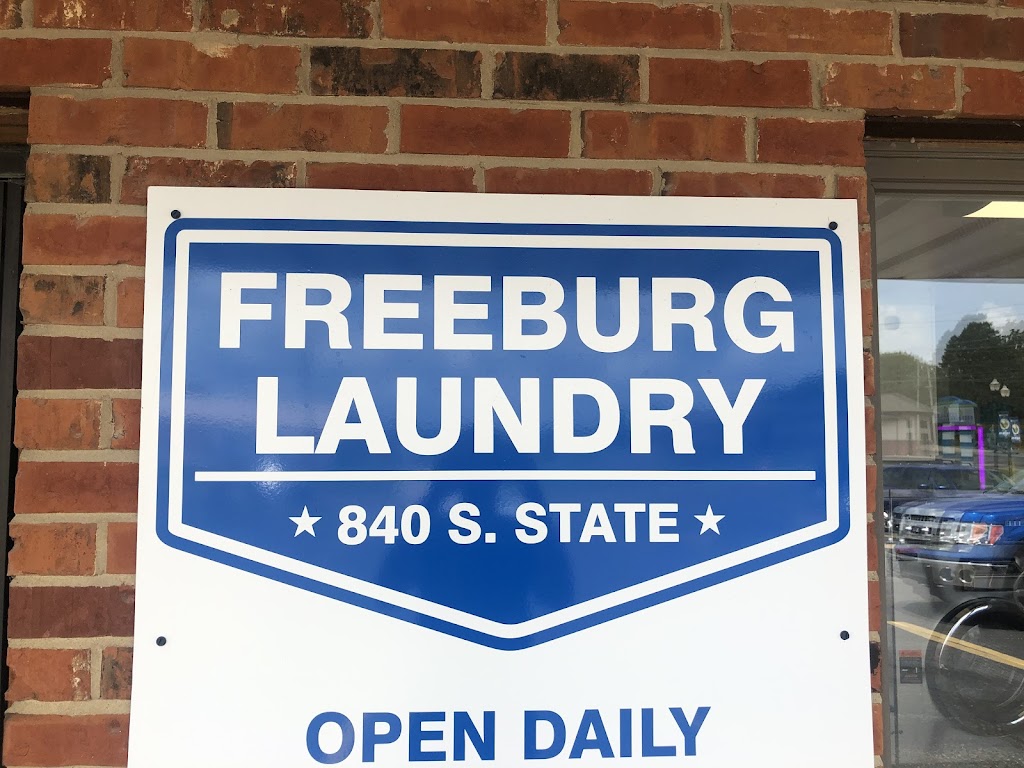 FREEBURG
LAUNDRY
★ 840 S. STATE ★
OPEN DAILY